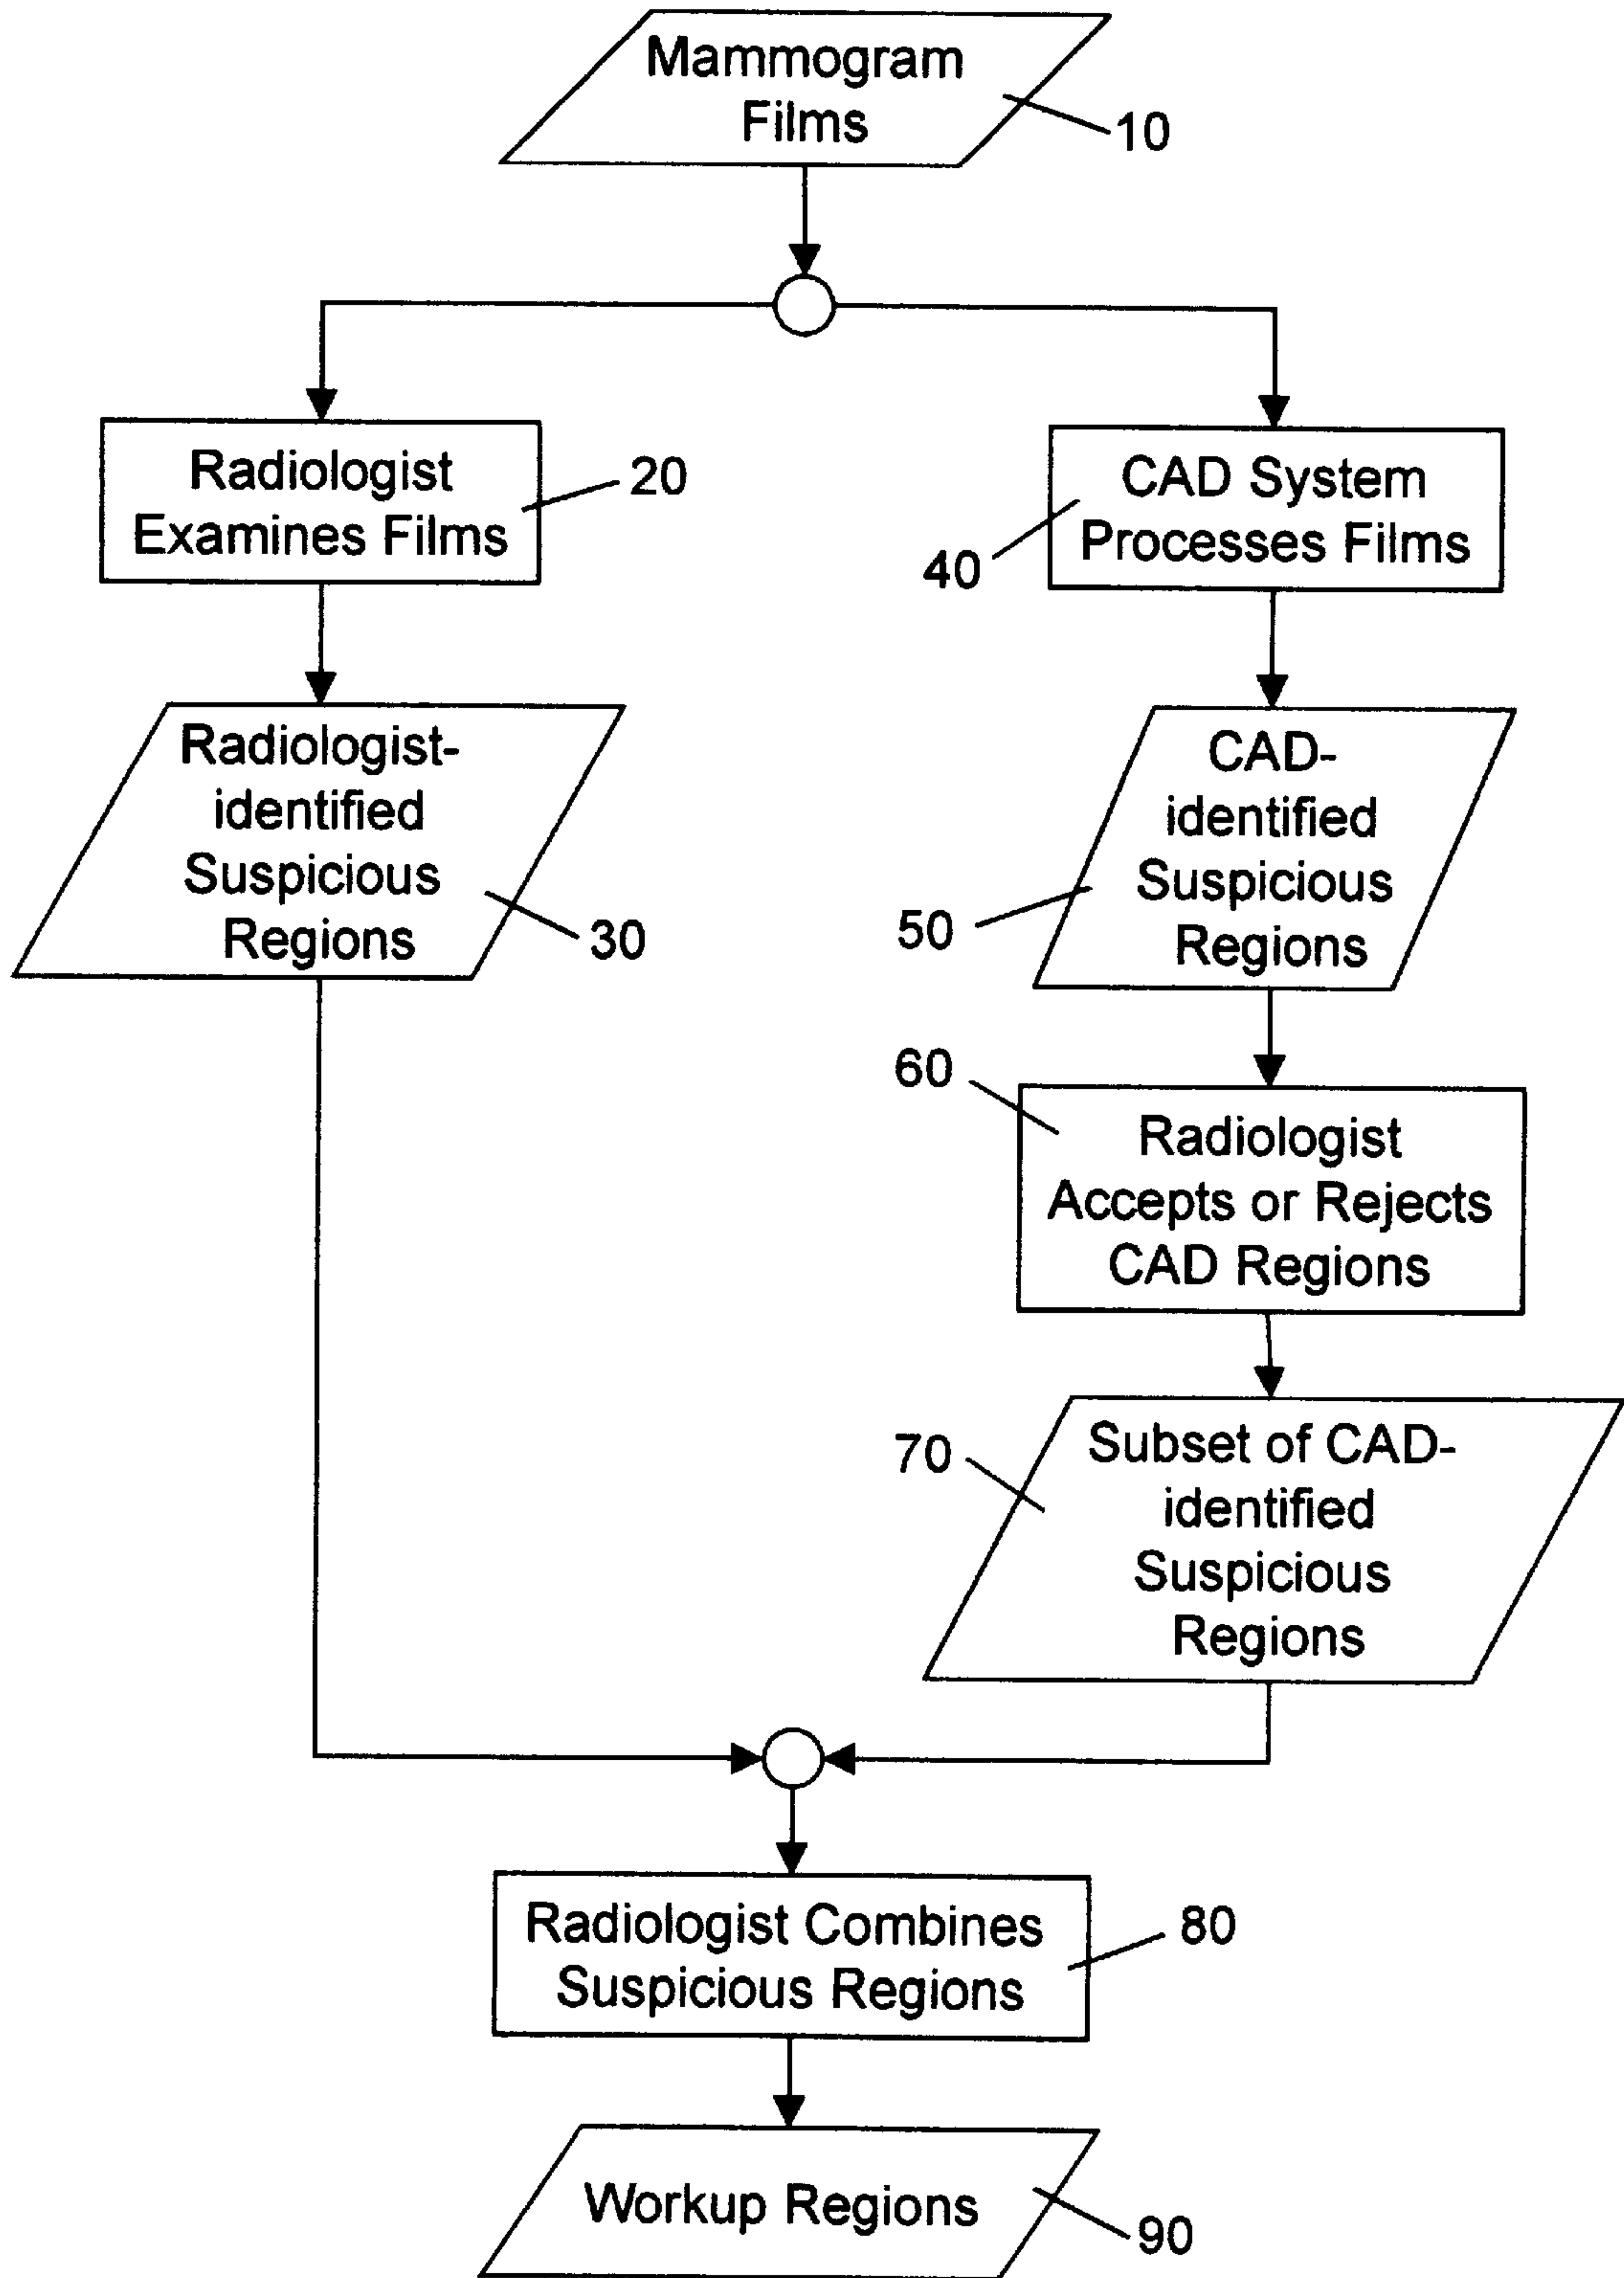 Mammogram
Films
10
Radiologist
Examines Films
20
CAD System
Processes Films
40
Radiologist-
identified
Suspicious
Regions
30
CAD-
identified
Suspicious
Regions
50
60
Radiologist
Accepts or Rejects
CAD Regions
70
Subset of CAD-
identified
Suspicious
Regions
Radiologist Combines
Suspicious Regions
80
Workup Regions
90